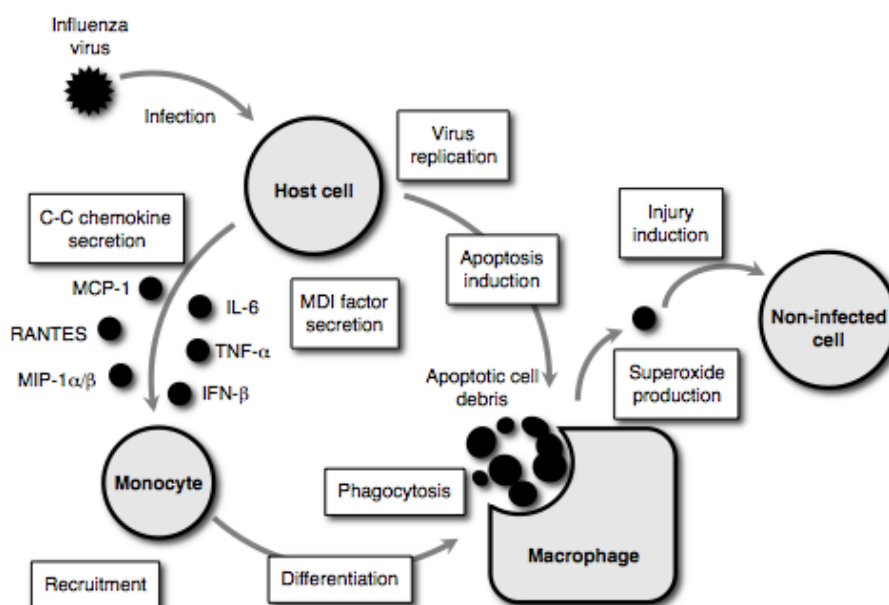 Influenza
virus
Infection
Host cell
Virus
replication
C-C chemokine
secretion
MCP-1
RANTES
MIP-1α/β
IL-6
TNF-α
IFN-β
MDI factor
secretion
Apoptosis
induction
Injury
induction
Non-infected
cell
Superoxide
production
Apoptotic cell
debris
Monocyte
Phagocytosis
Macrophage
Recruitment
Differentiation